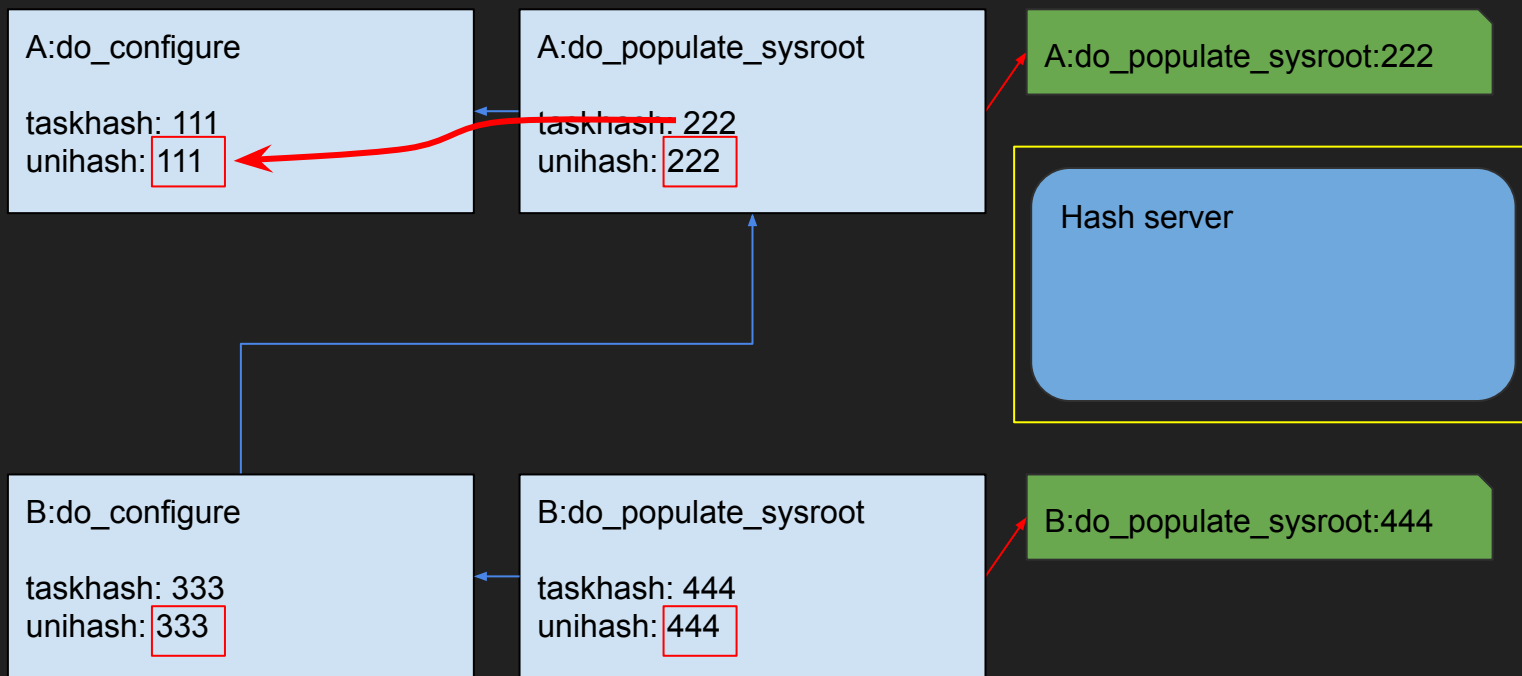 A:do_configure
taskhash: 111
unihash: 111
A:do_populate_sysroot
taskhash: 222
unihash: 222
A:do_populate_sysroot:222
Hash server
B:do_configure
taskhash: 333
unihash: 333
B:do_populate_sysroot
taskhash: 444
unihash: 444
B:do_populate_sysroot:444